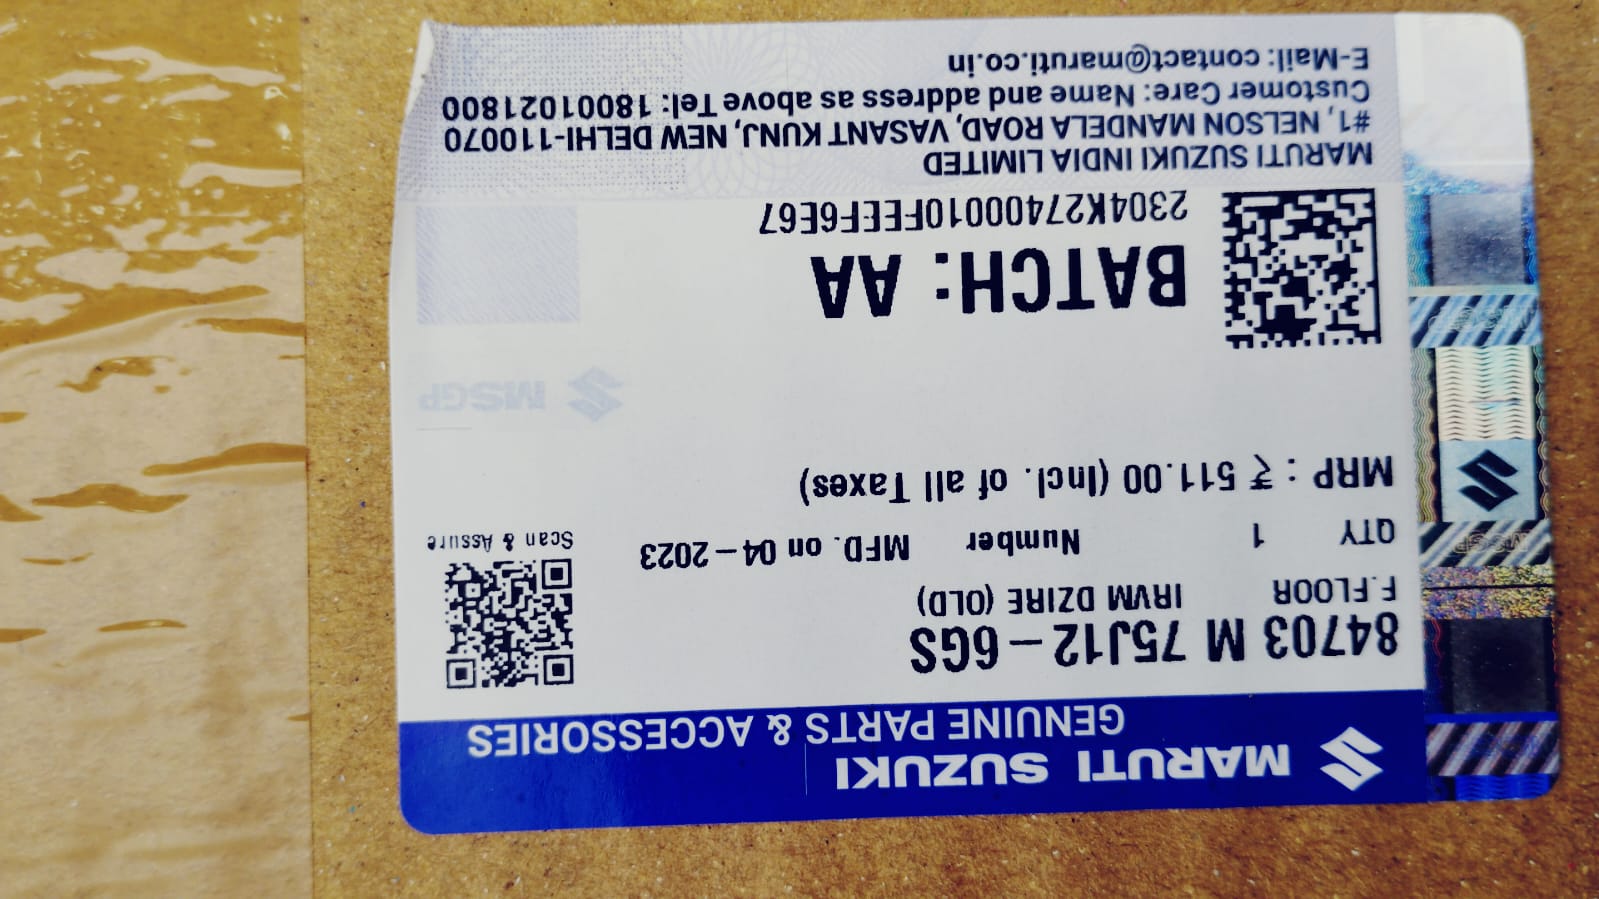 MARUTI SUZUKI
GENUINE PARTS & ACCESSORIES
84703 M 75J12-6GS
F.FLOOR IRVM DZIRE (OLD)
QTY 1 Number MFD. on 04-2023
Scan & Assure
MRP : ₹ 511.00 (Incl. of all Taxes)
MSGP
BATCH: AA
2304K27400010FEEF6E67
MARUTI SUZUKI INDIA LIMITED
#1, NELSON MANDELA ROAD, VASANT KUNJ, NEW DELHI-110070
Customer Care: Name and address as above Tel: 18001021800
E-Mail: contact@maruti.co.in
MSGP
MSGP